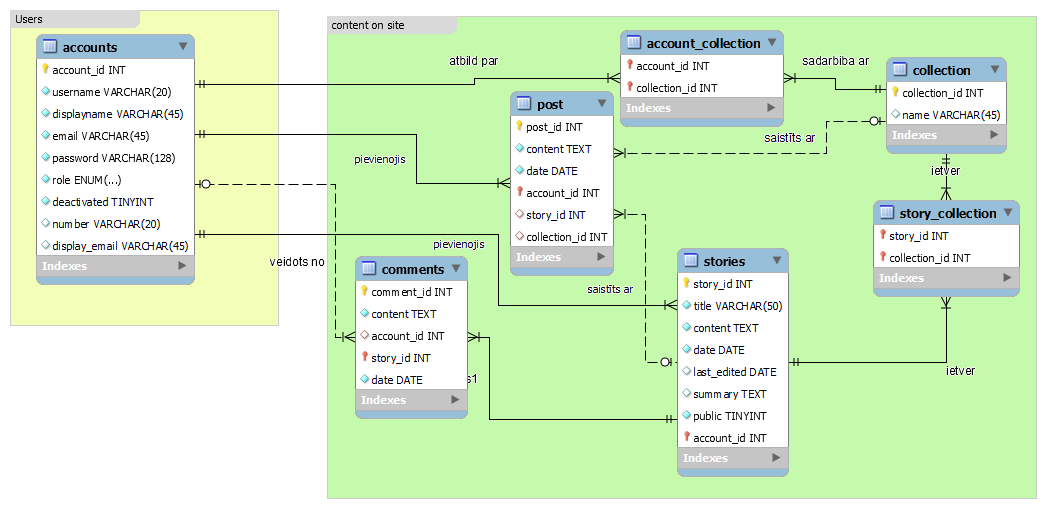 Users
accounts
account_id INT
username VARCHAR(20)
displayname VARCHAR(45)
email VARCHAR(45)
password VARCHAR(128)
role ENUM(...)
deactivated TINYINT
number VARCHAR(20)
display_email VARCHAR(45)
Indexes
content on site
atbild par
pievienojis
pievienojis
veidots no
account_collection
account_id INT
collection_id INT
Indexes
sadarbiba ar
collection
collection_id INT
name VARCHAR(45)
Indexes
post
post_id INT
content TEXT
date DATE
account_id INT
story_id INT
collection_id INT
Indexes
saistīts ar
ietver
story_collection
story_id INT
collection_id INT
Indexes
saistīts ar
comments
comment_id INT
content TEXT
account_id INT
story_id INT
date DATE
Indexes
s1
stories
story_id INT
title VARCHAR(50)
content TEXT
date DATE
last_edited DATE
summary TEXT
public TINYINT
account_id INT
Indexes
ietver